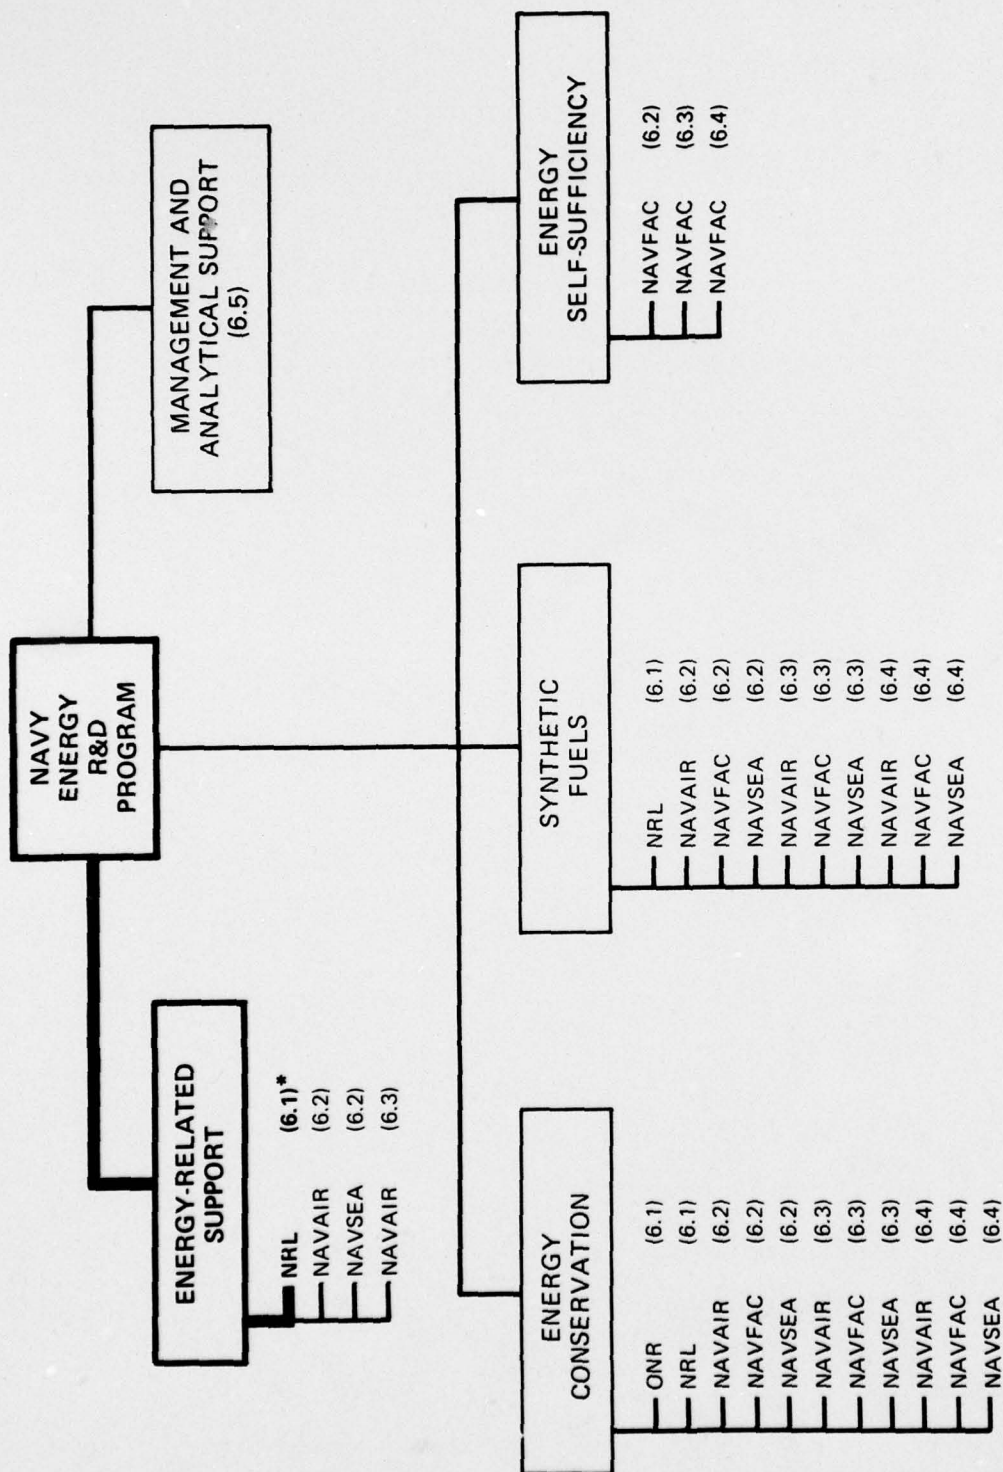 NAVY
ENERGY
R&D
PROGRAM
ENERGY-RELATED
SUPPORT
NRL (6.1)*
NAVAIR (6.2)
NAVSEA (6.2)
NAVAIR (6.3)
MANAGEMENT AND
ANALYTICAL SUPPORT
(6.5)
ENERGY
CONSERVATION
ONR (6.1)
NRL (6.1)
NAVAIR (6.2)
NAVFAC (6.2)
NAVSEA (6.2)
NAVAIR (6.3)
NAVFAC (6.3)
NAVSEA (6.3)
NAVAIR (6.4)
NAVFAC (6.4)
NAVSEA (6.4)
SYNTHETIC
FUELS
NRL (6.1)
NAVAIR (6.2)
NAVFAC (6.2)
NAVSEA (6.2)
NAVAIR (6.3)
NAVFAC (6.3)
NAVSEA (6.3)
NAVAIR (6.4)
NAVFAC (6.4)
NAVSEA (6.4)
ENERGY
SELF-SUFFICIENCY
NAVFAC (6.2)
NAVFAC (6.3)
NAVFAC (6.4)